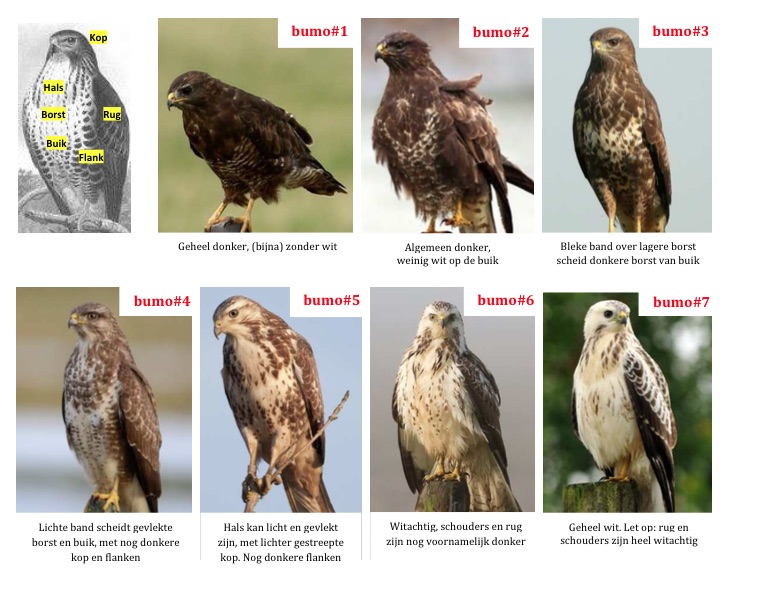 Kop
Hals
Borst
Rug
Buik
Flank
bumo#1
Geheel donker, (bijna) zonder wit
bumo#2
Algemeen donker,
weinig wit op de buik
bumo#3
Bleke band over lagere borst
scheid donkere borst van buik
bumo#4
Lichte band scheidt gevlekte
borst en buik, met nog donkere
kop en flanken
bumo#5
Hals kan licht en gevlekt
zijn, met lichter gestreepte
kop. Nog donkere flanken
bumo#6
Witachtig, schouders en rug
zijn nog voornamelijk donker
bumo#7
Geheel wit. Let op: rug en
schouders zijn heel witachtig